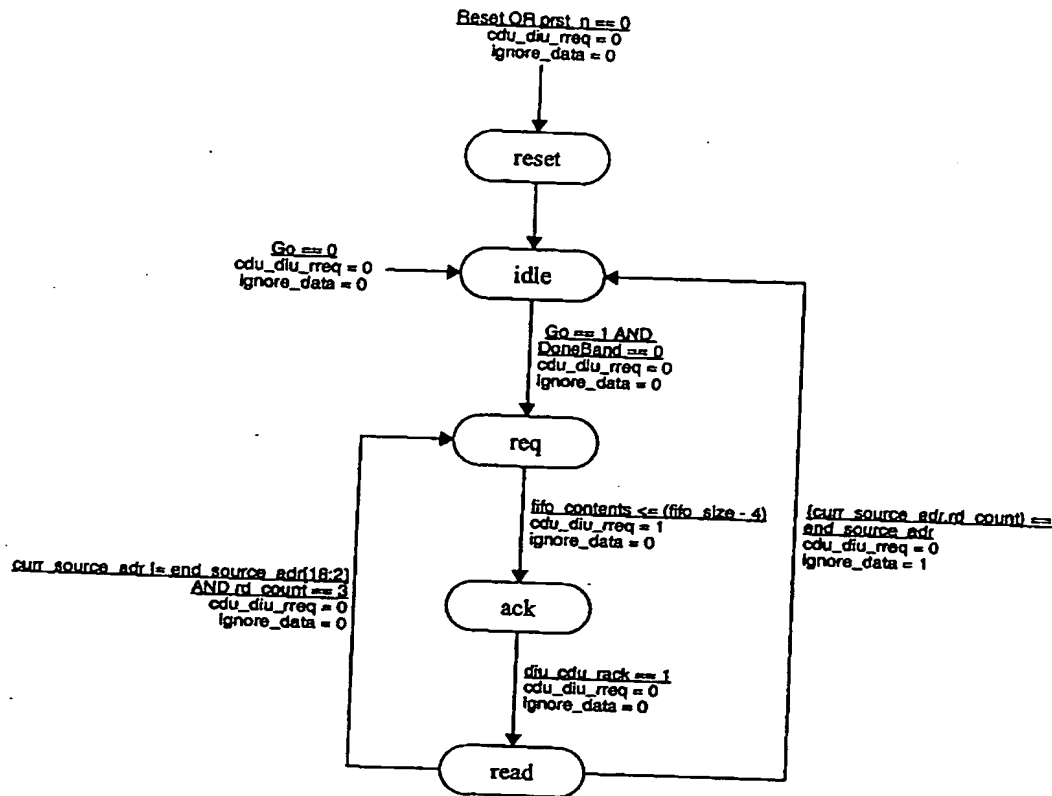 Reset OR prst_n == 0
cdu_diu_rreq = 0
ignore_data = 0
reset
Go == 0
cdu_diu_rreq = 0
ignore_data = 0
idle
Go == 1 AND
DoneBand == 0
cdu_diu_rreq = 0
ignore_data = 0
req
fifo_contents <= (fifo_size - 4)
cdu_diu_rreq = 1
ignore_data = 0
{curr_source_adr,rd_count} ==
end_source_adr
cdu_diu_rreq = 0
ignore_data = 1
curr_source_adr != end_source_adr[18:2]
AND rd_count == 3
cdu_diu_rreq = 0
ignore_data = 0
ack
diu_cdu_rack == 1
cdu_diu_rreq = 0
ignore_data = 0
read